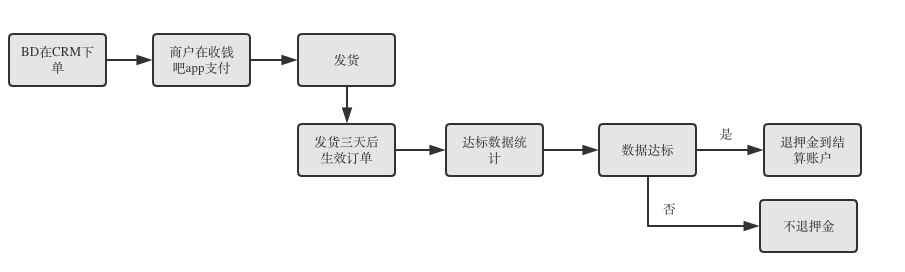 BD在CRM下
单
商户在收钱
吧app支付
发货
发货三天后
生效订单
达标数据统
计
数据达标
是
退押金到结
算账户
否
不退押金